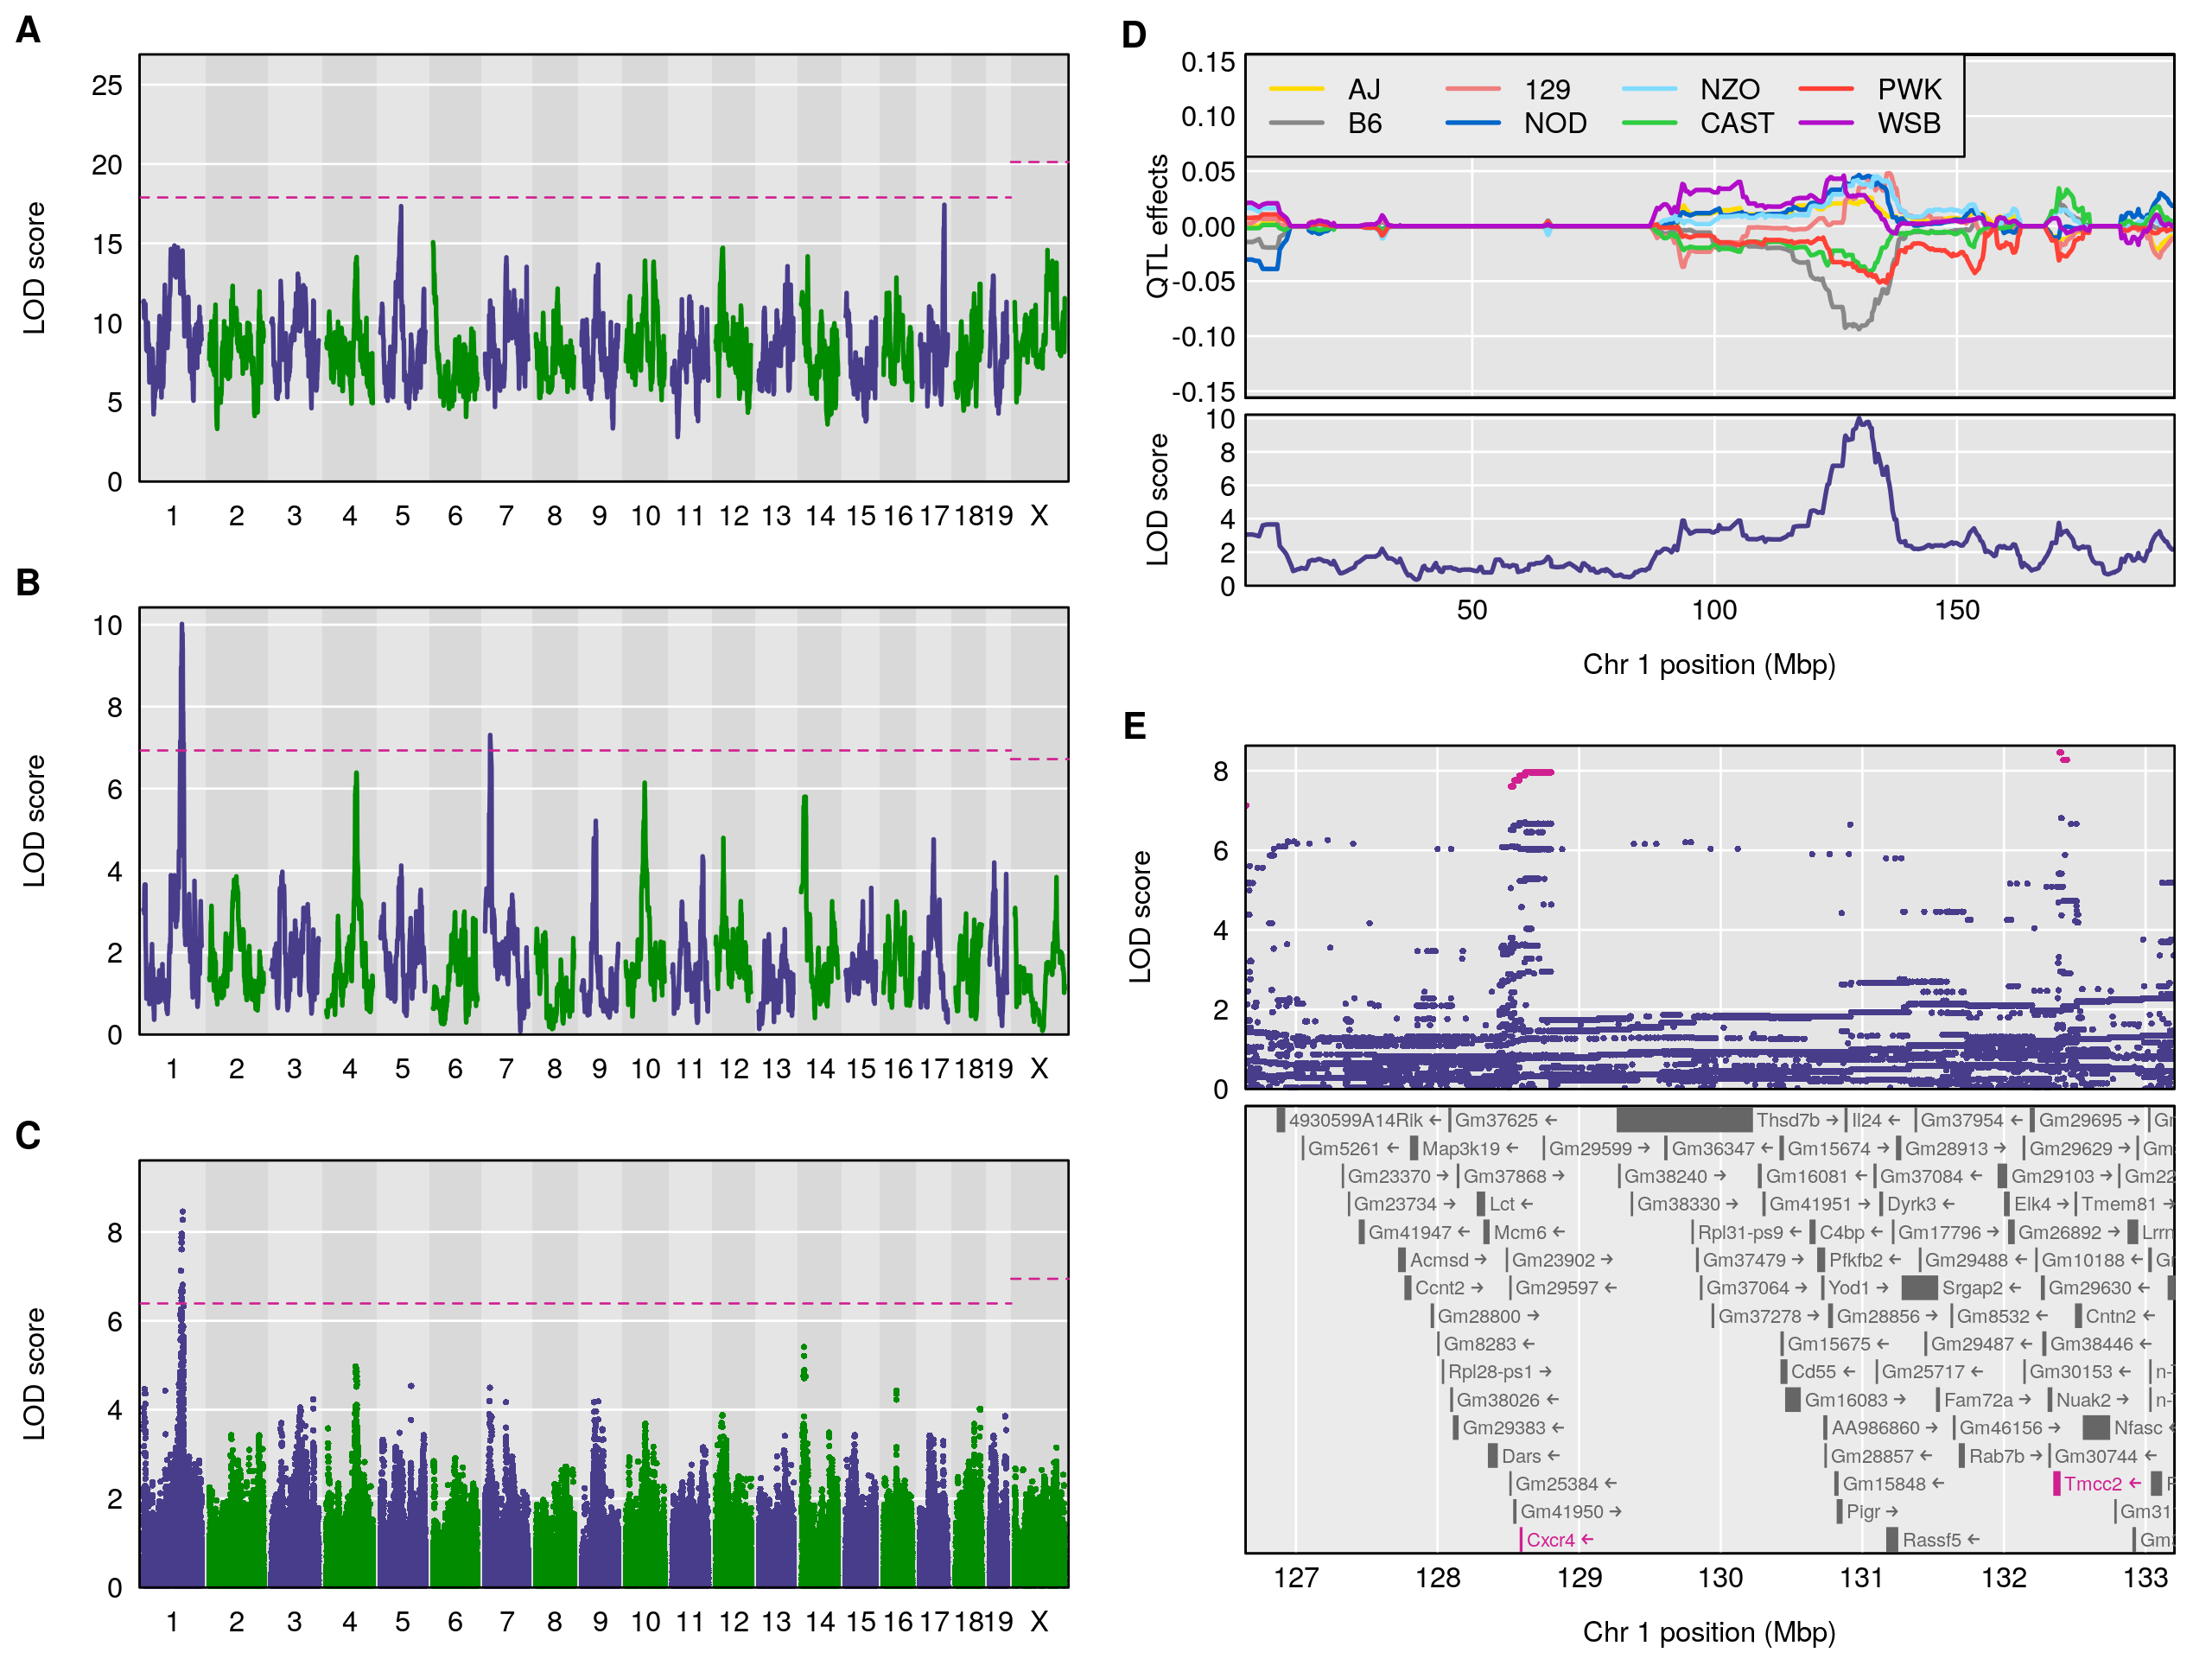 A
25
20
15
10
5
0
LOD score
1 2 3 4 5 6 7 8 9 10 11 12 13 14 15 16 17 18 19 X
B
10
8
6
4
2
0
LOD score
1 2 3 4 5 6 7 8 9 10 11 12 13 14 15 16 17 18 19 X
C
8
6
4
2
0
LOD score
1 2 3 4 5 6 7 8 9 10 11 12 13 14 15 16 17 18 19 X
D
AJ 129 NZO PWK
B6 NOD CAST WSB
0.15
0.10
0.05
0.00
-0.05
-0.10
-0.15
QTL effects
10
8
6
4
2
0
LOD score
50 100 150
Chr 1 position (Mbp)
E
8
6
4
2
0
LOD score
4930599A14Rik ← Gm37625 ← Thsd7b → Il24 ← Gm37954 ← Gm29695 →
Gm5261 ← Map3k19 ← Gm29599 → Gm36347 ← Gm15674 → Gm28913 → Gm29629 → Gm
Gm23370 → Gm37868 → Gm38240 → Gm16081 ← Gm37084 ← Gm29103 → Gm22
Gm23734 → Lct ← Gm38330 → Gm41951 → Dyrk3 ← Elk4 → Tmem81 →
Gm41947 ← Mcm6 ← Rpl31-ps9 ← C4bp ← Gm17796 → Gm26892 → Lrrn
Acmsd → Gm23902 → Gm37479 → Pfkfb2 ← Gm29488 ← Gm10188 ←
Ccnt2 → Gm29597 ← Gm37064 → Yod1 → Srgap2 ← Gm29630 ←
Gm28800 → Gm37278 → Gm28856 → Gm8532 ← Cntn2 ←
Gm8283 ← Gm15675 ← Gm29487 ← Gm38446 ←
Rpl28-ps1 → Cd55 ← Gm25717 ← Gm30153 ← n-
Gm38026 ← Gm16083 → Fam72a → Nuak2 → n-
Gm29383 ← AA986860 → Gm46156 → Nfasc ←
Dars ← Gm28857 ← Rab7b → Gm30744 ←
Gm25384 ← Gm15848 ← Tmcc2 ←
Gm41950 → Pigr → Gm31
Cxcr4 ← Rassf5 ← Gm
127 128 129 130 131 132 133
Chr 1 position (Mbp)